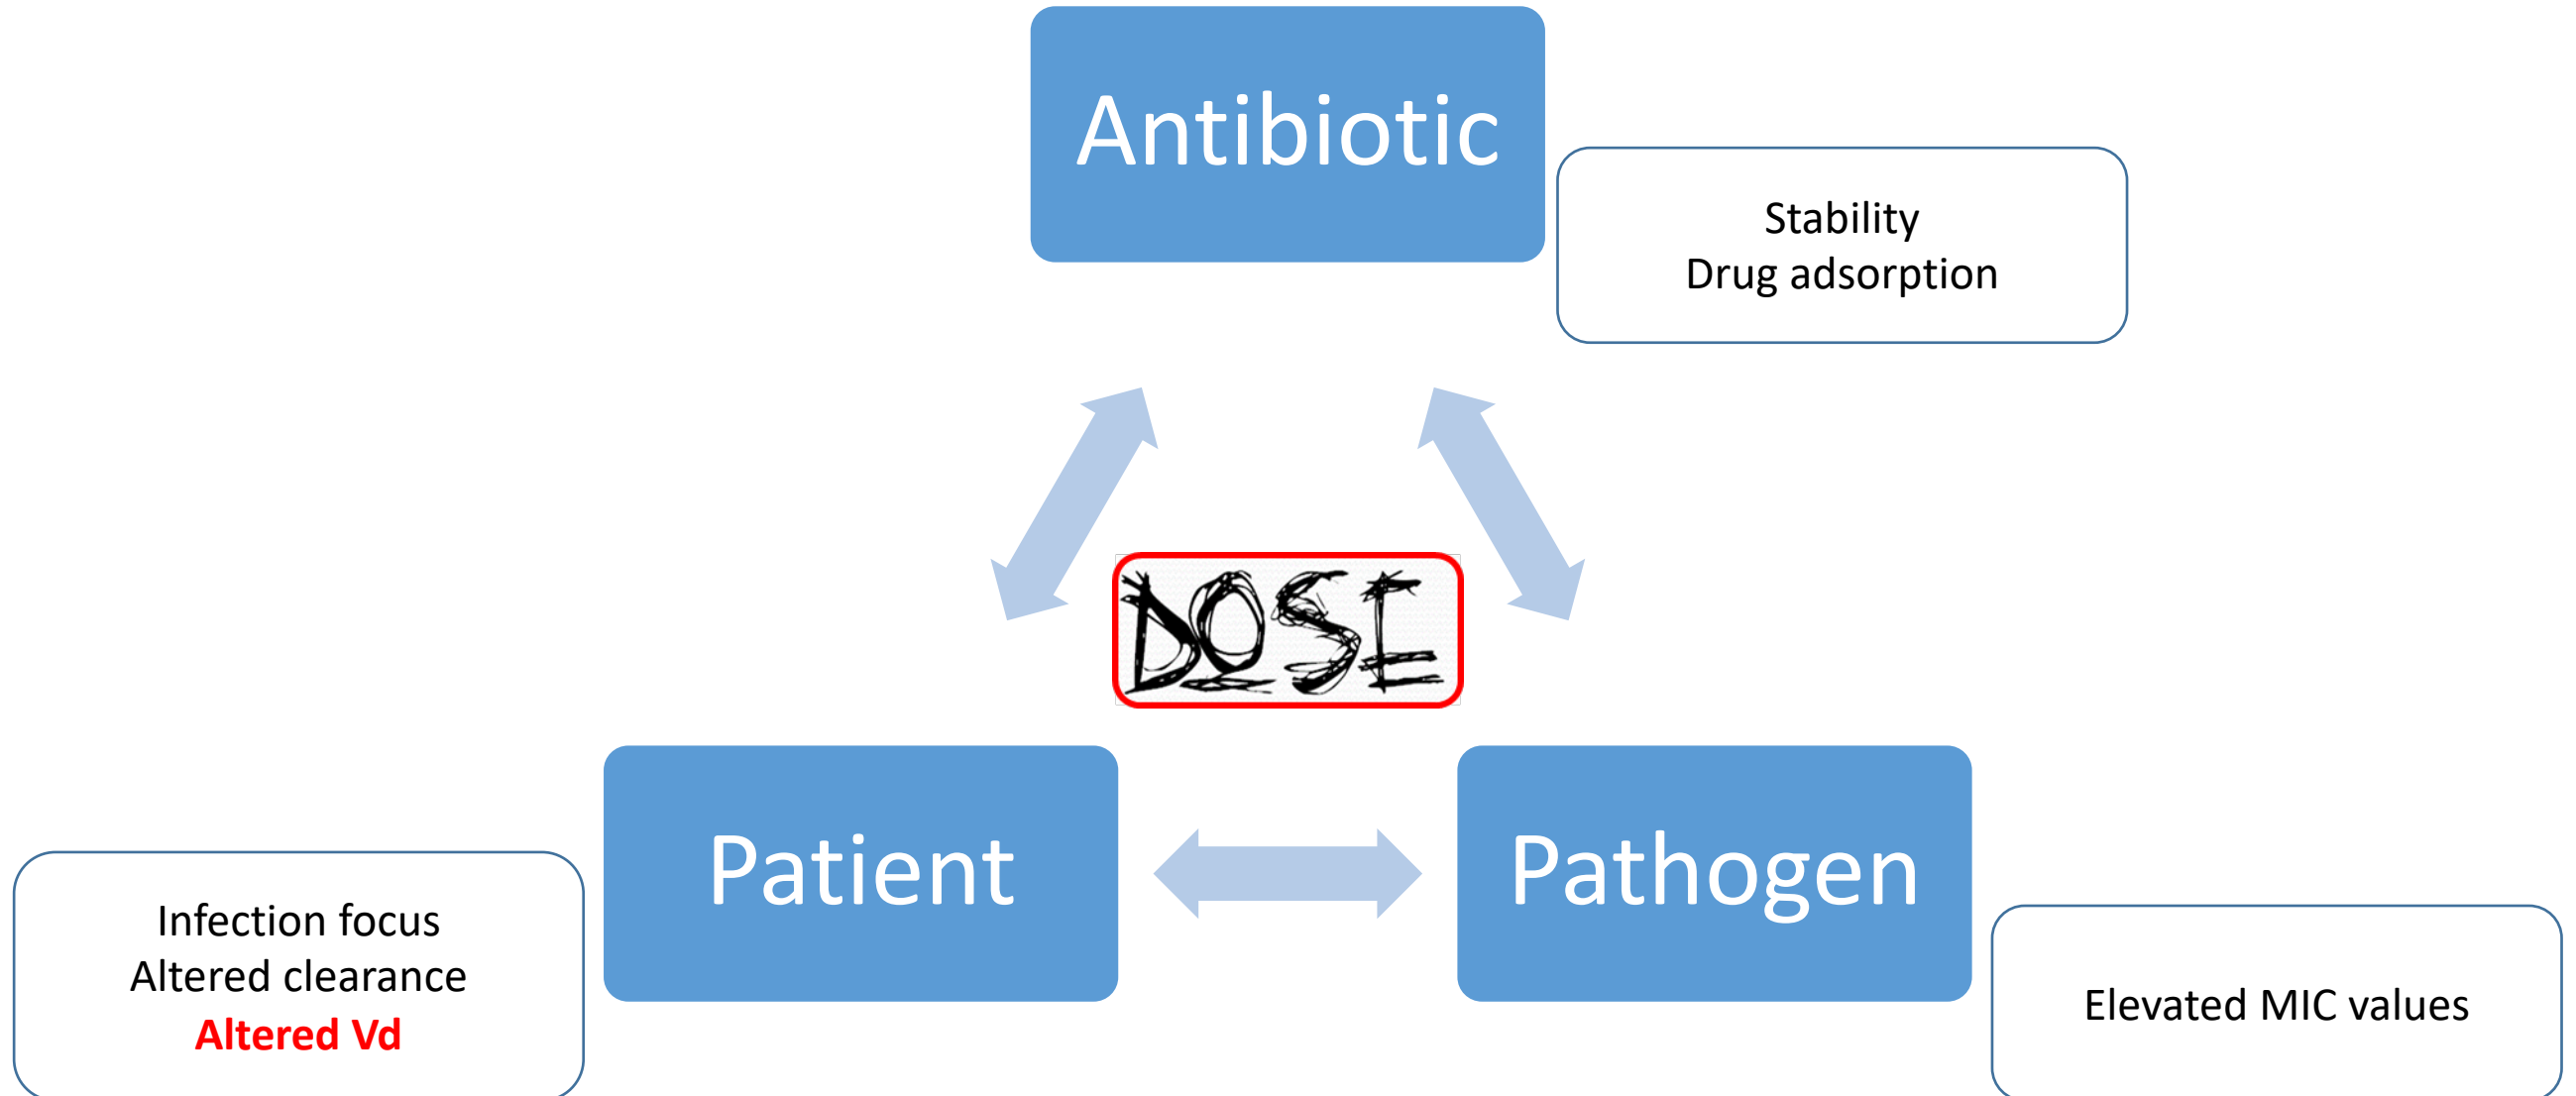 Antibiotic
Stability
Drug adsorption
DOSE
Patient
Pathogen
Infection focus
Altered clearance
Altered Vd
Elevated MIC values